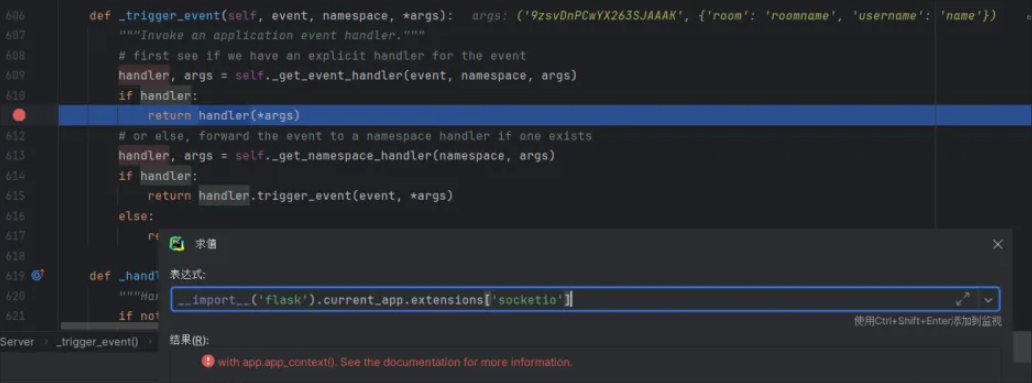 606 def _trigger_event(self, event, namespace, *args): args: ('9zsvDnPCwYX263SJAAAK', {'room': 'roomname', 'username': 'name'})
607 """Invoke an application event handler."""
608 # first see if we have an explicit handler for the event
609 handler, args = self._get_event_handler(event, namespace, args)
610 if handler:
return handler(*args)
612 # or else, forward the event to a namespace handler if one exists
613 handler, args = self._get_namespace_handler(namespace, args)
614 if handler:
615 return handler.trigger_event(event, *args)
616 else:
617 re
618
619 def _handl
620 """Han
621 if not
Server › _trigger_event() ›
求值
表达式:
__import__('flask').current_app.extensions['socketio']
使用Ctrl+Shift+Enter添加到监视
结果(R):
with app.app_context(). See the documentation for more information.